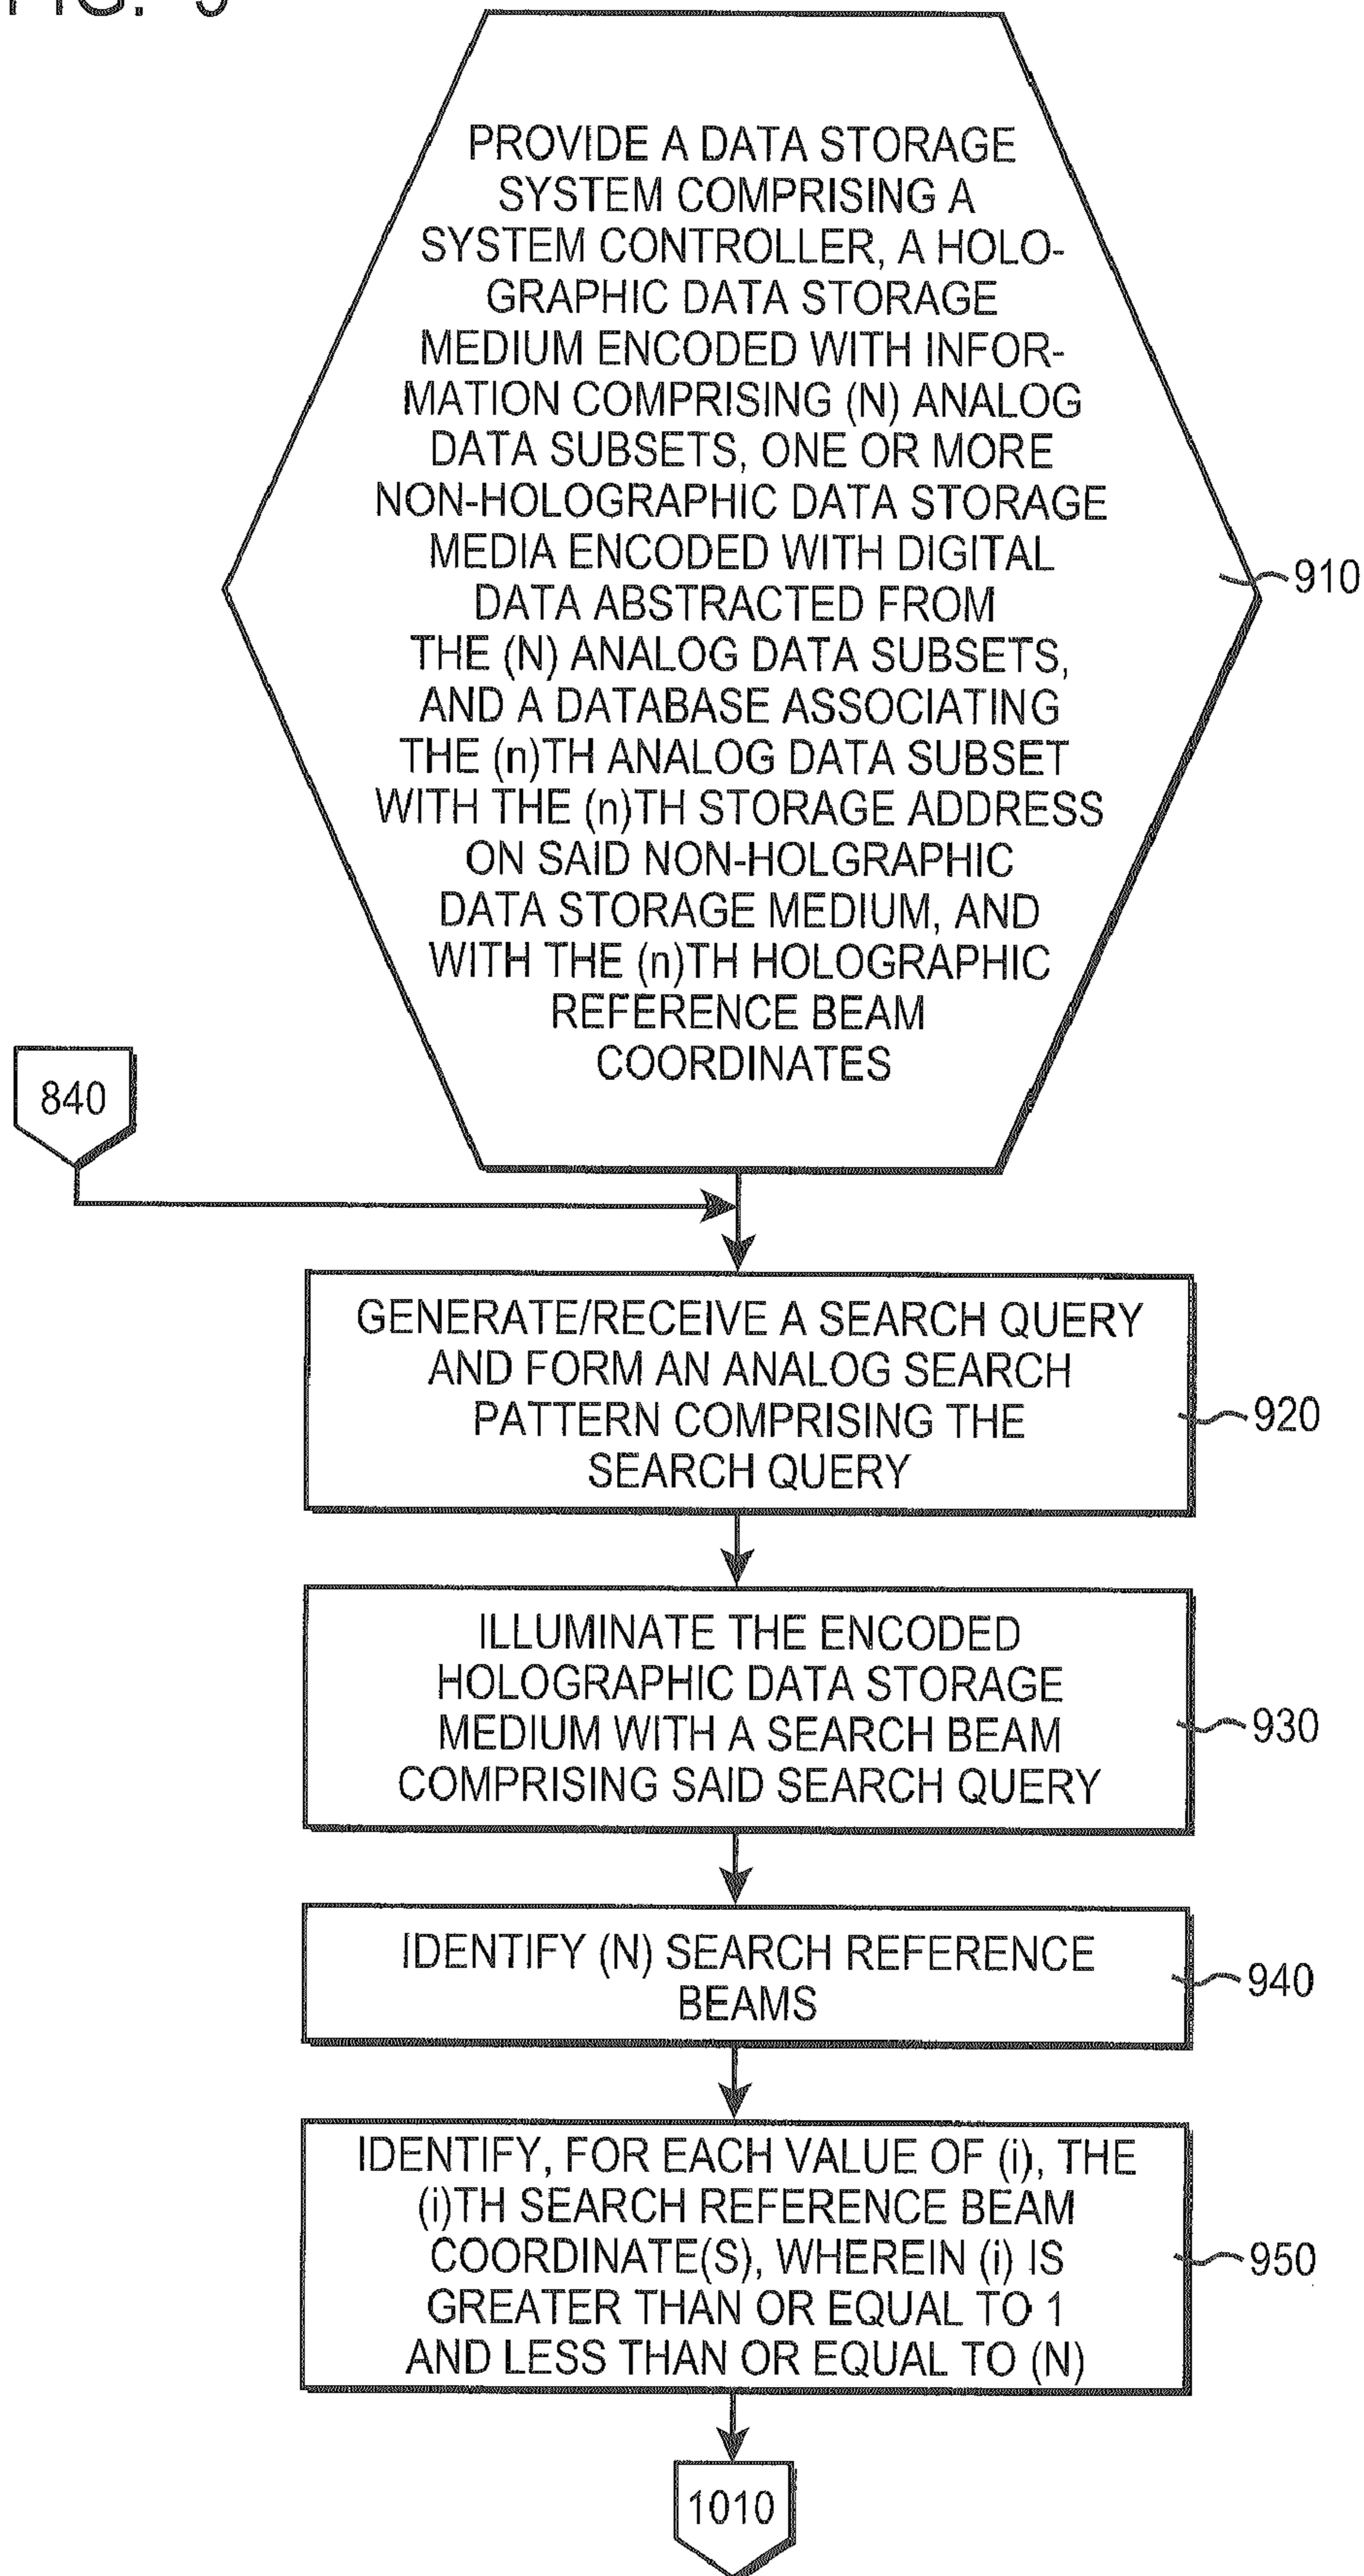 FIG. 9
PROVIDE A DATA STORAGE
SYSTEM COMPRISING A
SYSTEM CONTROLLER, A HOLO-
GRAPHIC DATA STORAGE
MEDIUM ENCODED WITH INFOR-
MATION COMPRISING (N) ANALOG
DATA SUBSETS, ONE OR MORE
NON-HOLOGRAPHIC DATA STORAGE
MEDIA ENCODED WITH DIGITAL
DATA ABSTRACTED FROM
THE (N) ANALOG DATA SUBSETS,
AND A DATABASE ASSOCIATING
THE (n)TH ANALOG DATA SUBSET
WITH THE (n)TH STORAGE ADDRESS
ON SAID NON-HOLGRAPHIC
DATA STORAGE MEDIUM, AND
WITH THE (n)TH HOLOGRAPHIC
REFERENCE BEAM
COORDINATES
910
840
GENERATE/RECEIVE A SEARCH QUERY
AND FORM AN ANALOG SEARCH
PATTERN COMPRISING THE
SEARCH QUERY
920
ILLUMINATE THE ENCODED
HOLOGRAPHIC DATA STORAGE
MEDIUM WITH A SEARCH BEAM
COMPRISING SAID SEARCH QUERY
930
IDENTIFY (N) SEARCH REFERENCE
BEAMS
940
IDENTIFY, FOR EACH VALUE OF (i), THE
(i)TH SEARCH REFERENCE BEAM
COORDINATE(S), WHEREIN (i) IS
GREATER THAN OR EQUAL TO 1
AND LESS THAN OR EQUAL TO (N)
950
1010